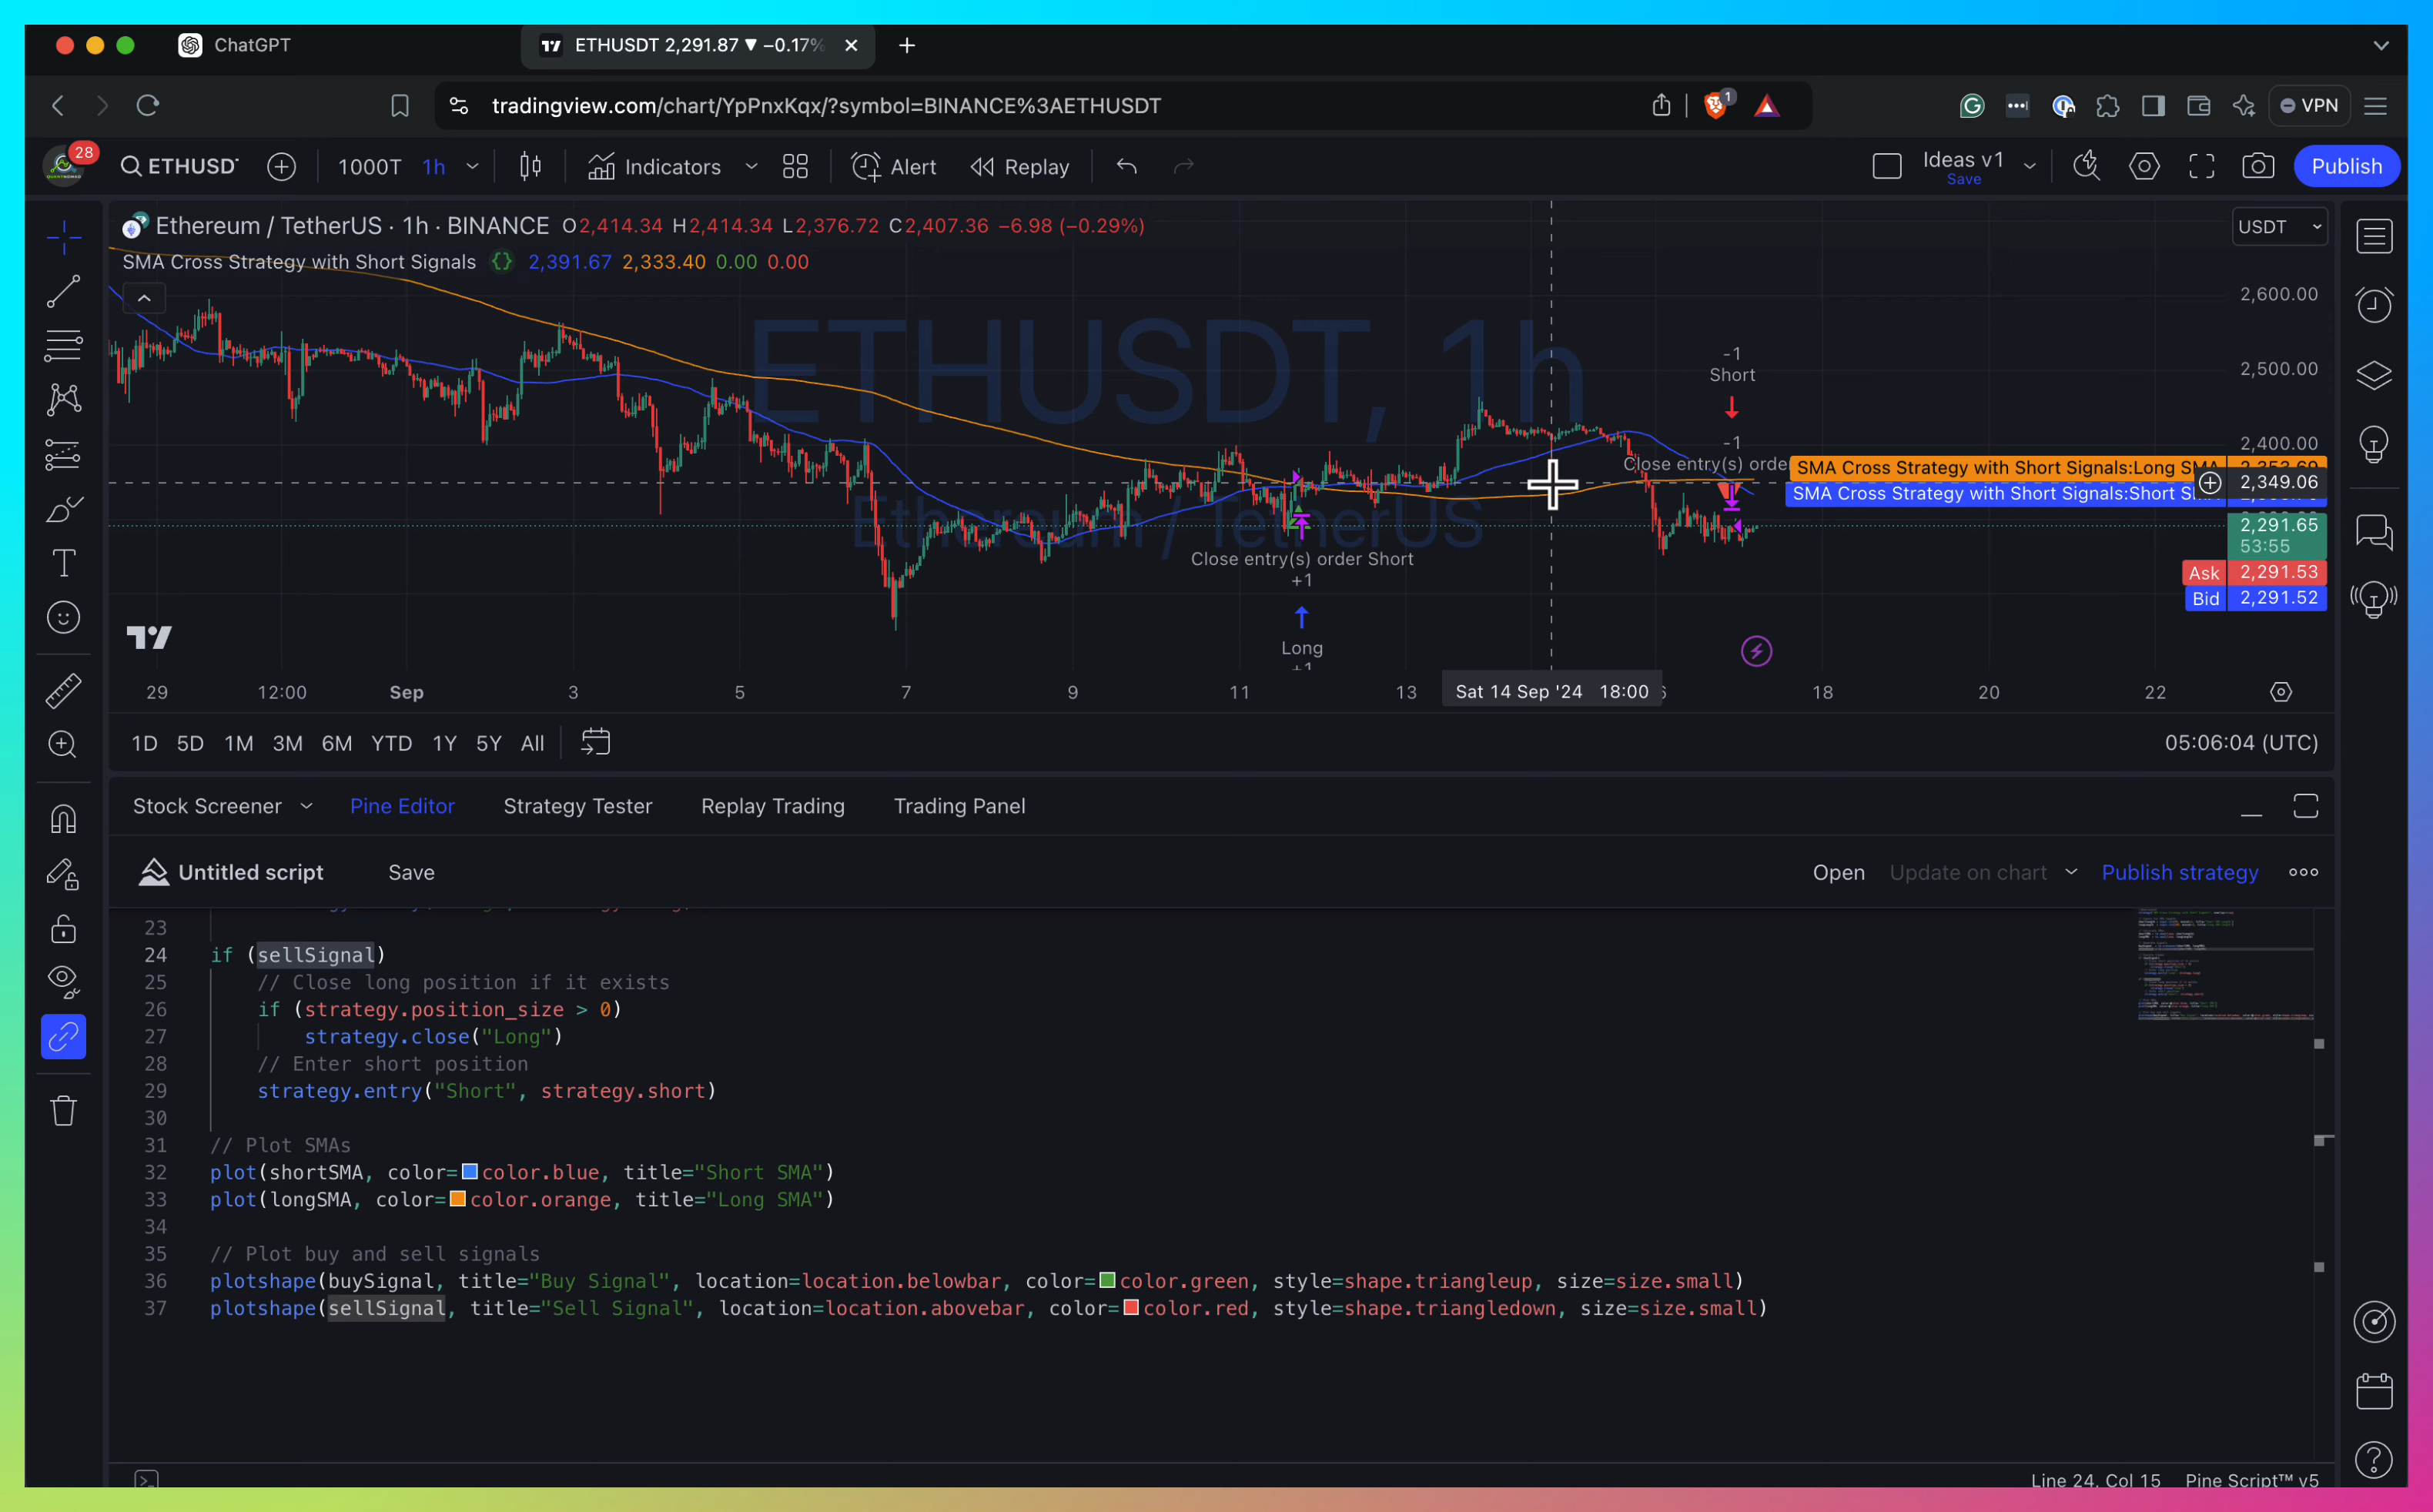 ChatGPT
ETHUSDT 2,291.87 ▼ −0.17%
tradingview.com/chart/YpPnxKqx/?symbol=BINANCE%3AETHUSDT
1
VPN
28
ETHUSD
1000T 1h
Indicators
Alert
Replay
Ideas v1
Save
Publish
Ethereum / TetherUS · 1h · BINANCE O2,414.34 H2,414.34 L2,376.72 C2,407.36 −6.98 (−0.29%)
USDT
SMA Cross Strategy with Short Signals {} 2,391.67 2,333.40 0.00 0.00
ETHUSDT, 1h
Ethereum / TetherUS
2,600.00
2,500.00
2,400.00
-1
Short
-1
Close entry(s) orde
SMA Cross Strategy with Short Signals:Long SMA
2,349.06
SMA Cross Strategy with Short Signals:Short S
2,291.65
53:55
Ask 2,291.53
Bid 2,291.52
Close entry(s) order Short
+1
Long
+1
29 12:00 Sep 3 5 7 9 11 13 Sat 14 Sep '24 18:00 18 20 22
1D 5D 1M 3M 6M YTD 1Y 5Y All
05:06:04 (UTC)
Stock Screener Pine Editor Strategy Tester Replay Trading Trading Panel
Untitled script Save
Open Update on chart Publish strategy
23
24 if (sellSignal)
25 // Close long position if it exists
26 if (strategy.position_size > 0)
27 strategy.close("Long")
28 // Enter short position
29 strategy.entry("Short", strategy.short)
30
31 // Plot SMAs
32 plot(shortSMA, color=color.blue, title="Short SMA")
33 plot(longSMA, color=color.orange, title="Long SMA")
34
35 // Plot buy and sell signals
36 plotshape(buySignal, title="Buy Signal", location=location.belowbar, color=color.green, style=shape.triangleup, size=size.small)
37 plotshape(sellSignal, title="Sell Signal", location=location.abovebar, color=color.red, style=shape.triangledown, size=size.small)
Line 24, Col 15 Pine Script™ v5